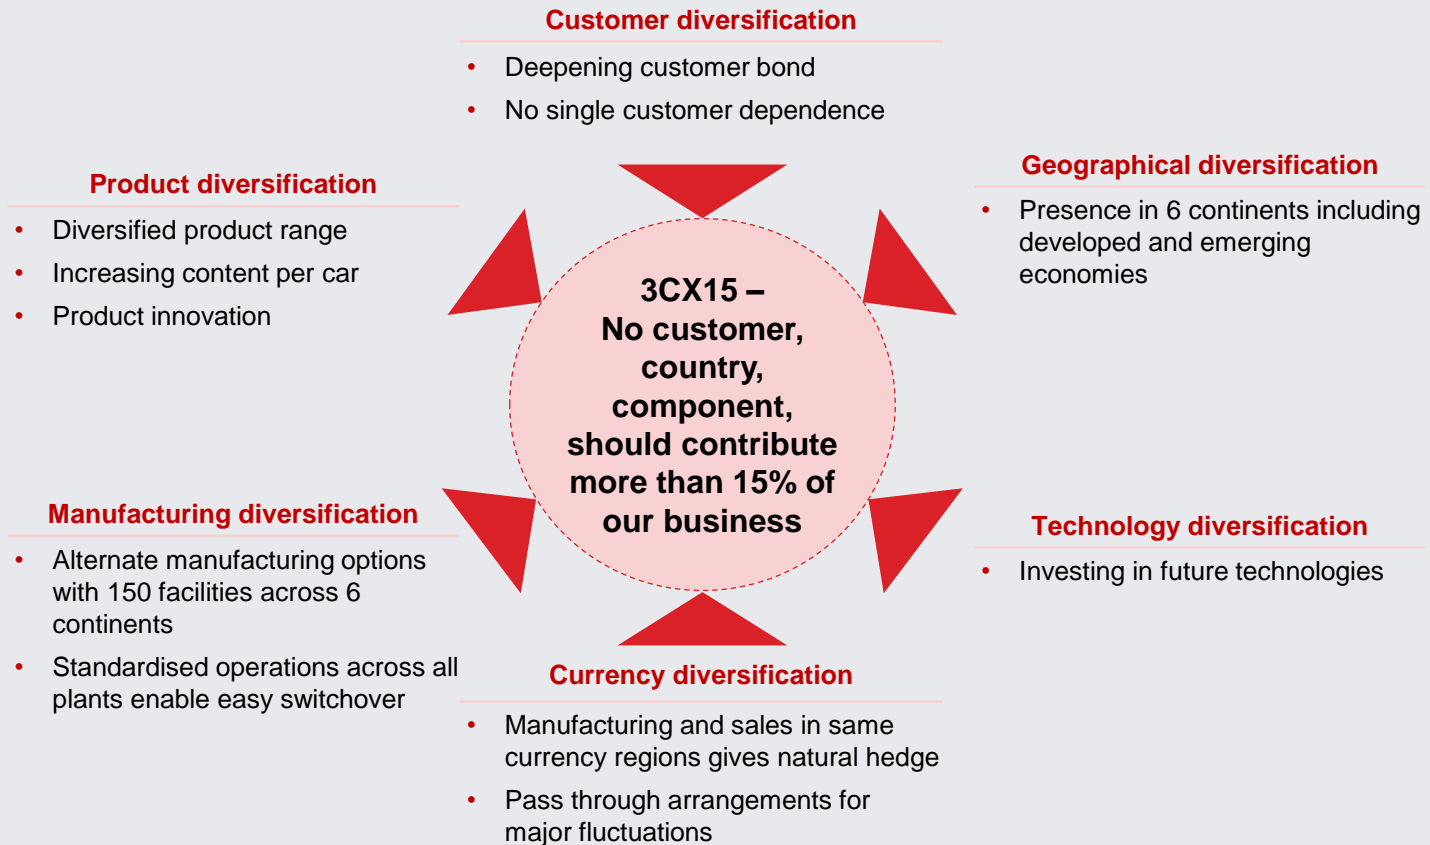 Customer diversification
• Deepening customer bond
• No single customer dependence
Product diversification
• Diversified product range
• Increasing content per car
• Product innovation
Geographical diversification
• Presence in 6 continents including
developed and emerging
economies
3CX15 –
No customer,
country,
component,
should contribute
more than 15% of
our business
Manufacturing diversification
• Alternate manufacturing options
with 150 facilities across 6
continents
• Standardised operations across all
plants enable easy switchover
Technology diversification
• Investing in future technologies
Currency diversification
• Manufacturing and sales in same
currency regions gives natural hedge
• Pass through arrangements for
major fluctuations